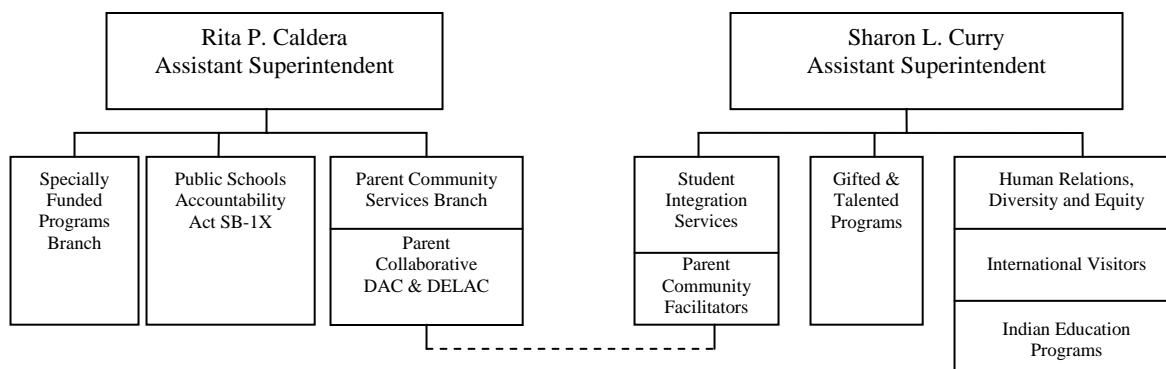 Rita P. Caldera
Assistant Superintendent
Sharon L. Curry
Assistant Superintendent
Specially
Funded
Programs
Branch
Public Schools
Accountability
Act SB-1X
Parent Community
Services Branch
Parent
Collaborative
DAC & DELAC
Student
Integration
Services
Parent
Community
Facilitators
Gifted &
Talented
Programs
Human Relations,
Diversity and Equity
International Visitors
Indian Education
Programs